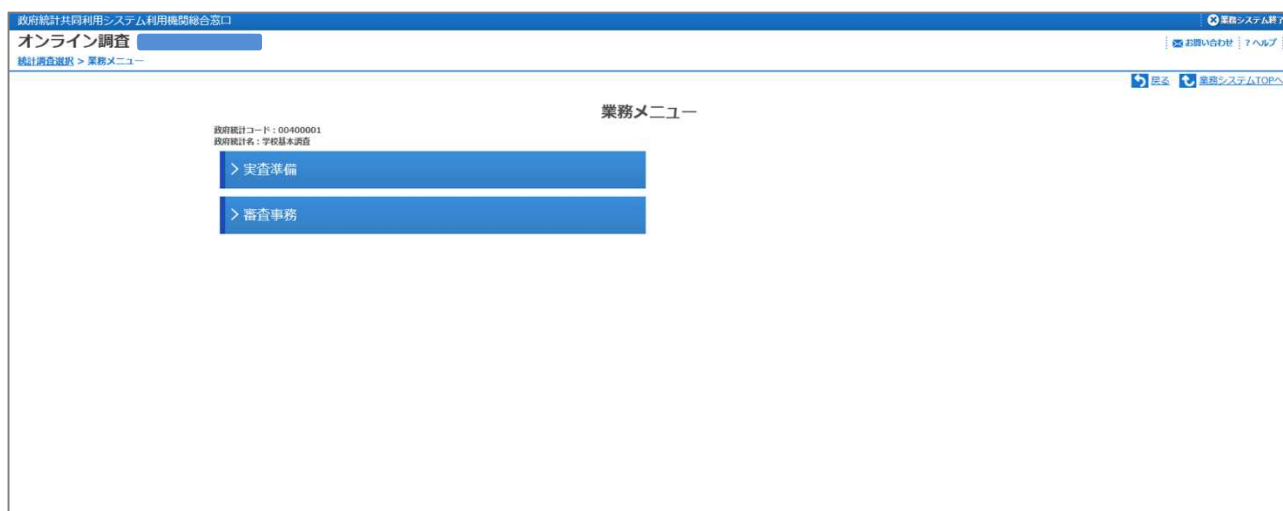 政府統計共同利用システム利用機関総合窓口
業務システム終了
オンライン調査
お問い合わせ ? ヘルプ
統計調査選択 > 業務メニュー
戻る 業務システムTOPへ
業務メニュー
政府統計コード：00400001
政府統計名：学校基本調査
> 実査準備
> 審査事務